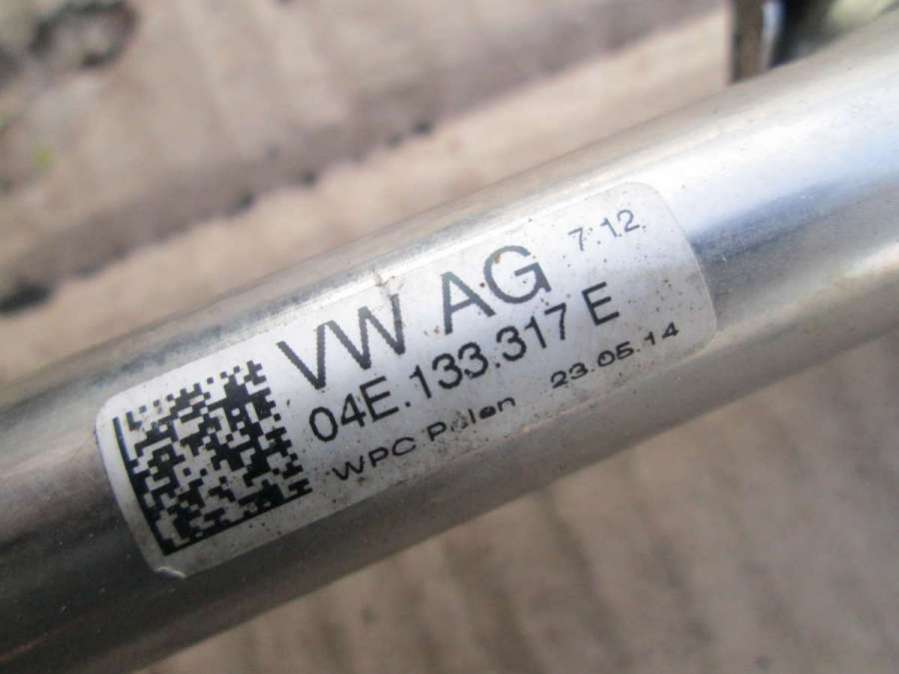 VW AG 7.12
04E.133.317 E
WPC Polen 23.05.14